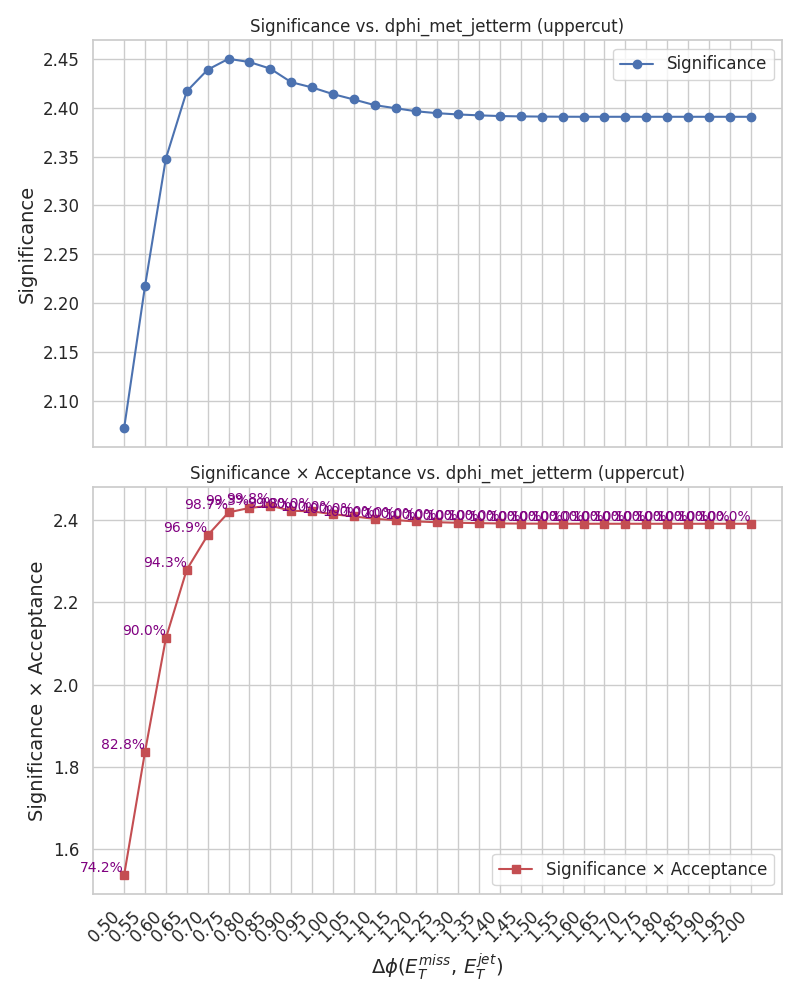 Significance vs. dphi_met_jetterm (uppercut)
Significance
2.45
2.40
2.35
2.30
2.25
2.20
2.15
2.10
Significance
Significance × Acceptance vs. dphi_met_jetterm (uppercut)
74.2%
82.8%
90.0%
94.3%
96.9%
98.7%
99.3%
99.8%
2.4
2.2
2.0
1.8
1.6
Significance × Acceptance
Significance × Acceptance
0.50 0.55 0.60 0.65 0.70 0.75 0.80 0.85 0.90 0.95 1.00 1.05 1.10 1.15 1.20 1.25 1.30 1.35 1.40 1.45 1.50 1.55 1.60 1.65 1.70 1.75 1.80 1.85 1.90 1.95 2.00
Δϕ(E_T^miss, E_T^jet)